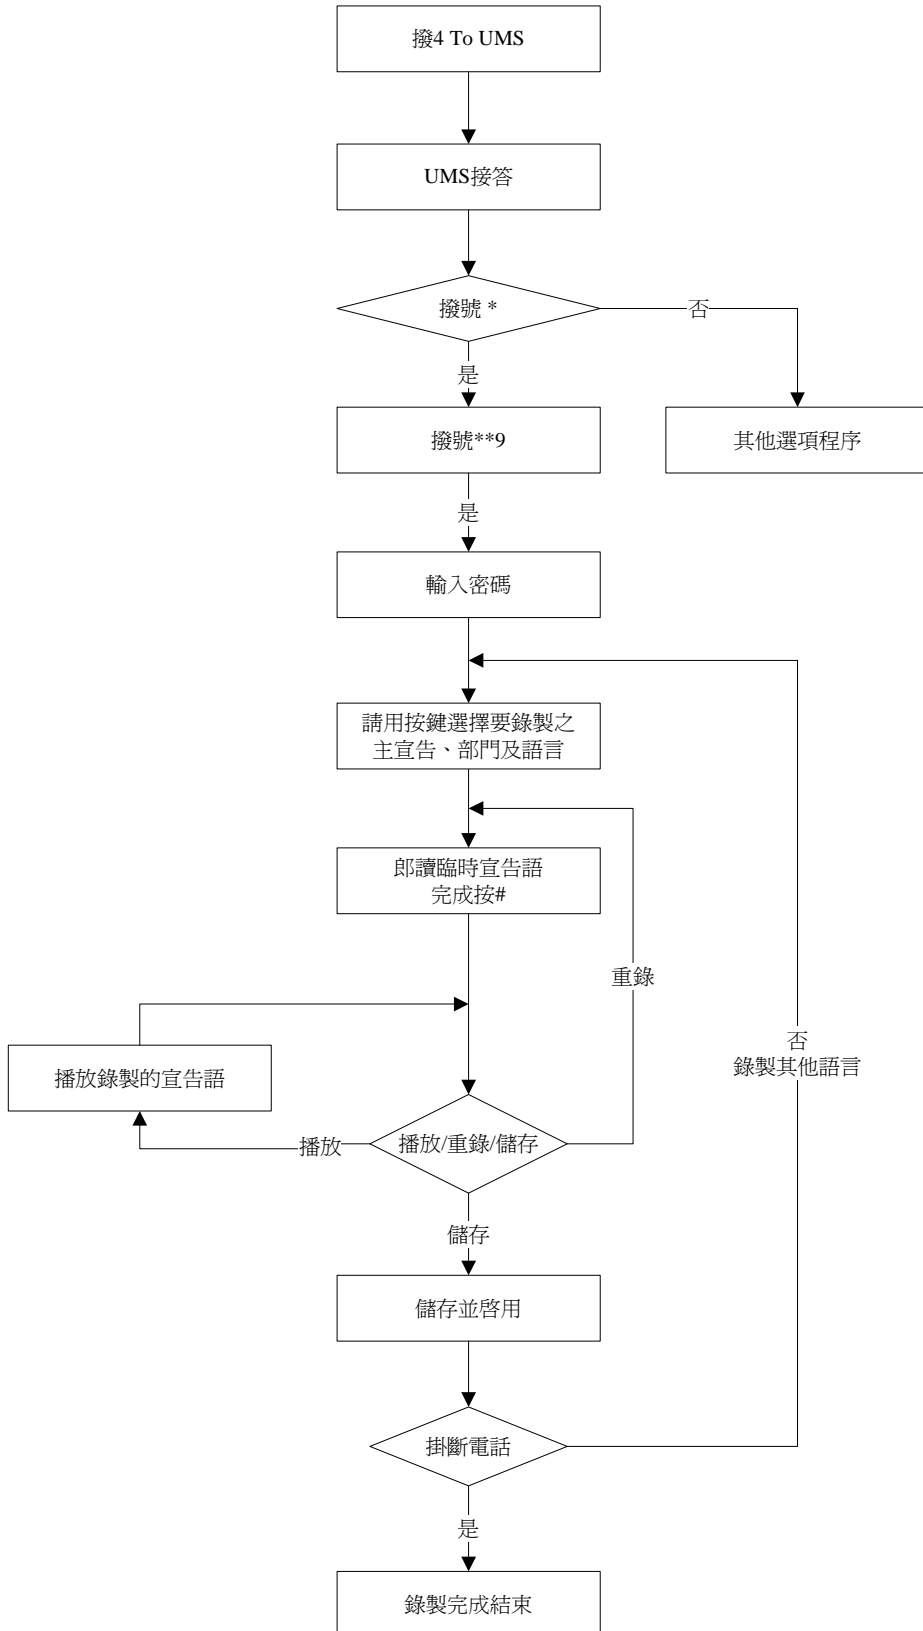 撥4 To UMS
UMS接答
撥號 *
否
是
撥號**9
其他選項程序
是
輸入密碼
請用按鍵選擇要錄製之
主宣告、部門及語言
郎讀臨時宣告語
完成按#
重錄
否
錄製其他語言
播放錄製的宣告語
播放
播放/重錄/儲存
儲存
儲存並啓用
掛斷電話
是
錄製完成結束